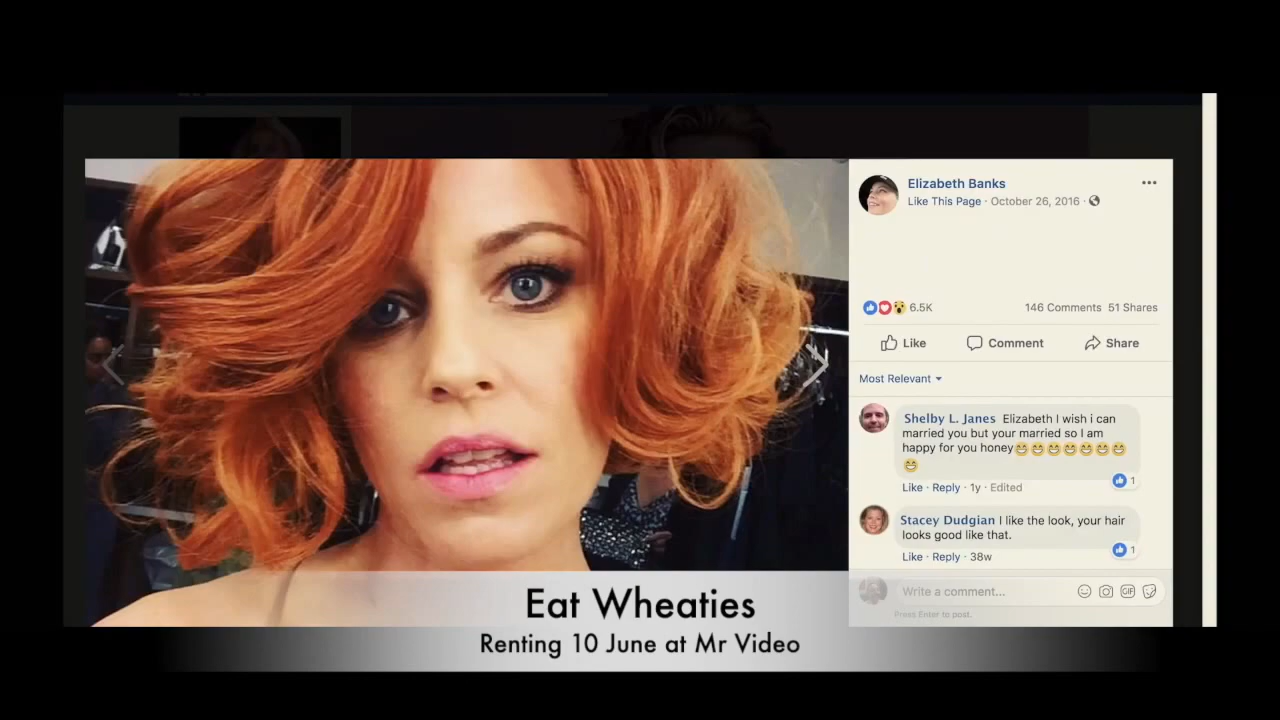 Elizabeth Banks
Like This Page · October 26, 2016 ·
6.5K
146 Comments 51 Shares
Like
Comment
Share
Most Relevant
Shelby L. Janes Elizabeth I wish i can
married you but your married so I am
happy for you honey😁😁😁😁😁😁😁
😁
1
Like · Reply · 1y · Edited
Stacey Dudgian I like the look, your hair
looks good like that.
1
Like · Reply · 38w
Write a comment...
GIF
Press Enter to post.
Eat Wheaties
Renting 10 June at Mr Video